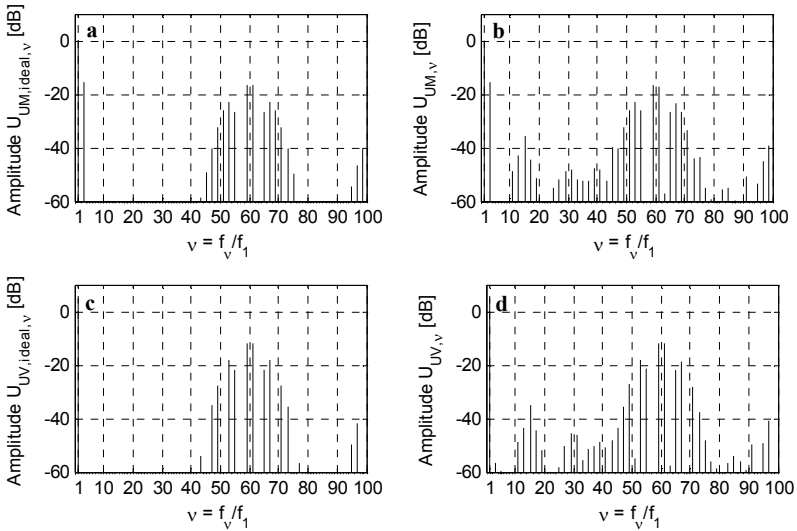 a
Amplitude U_UM,ideal,ν [dB]
0
-20
-40
-60
1 10 20 30 40 50 60 70 80 90 100
ν = f_ν/f_1
b
Amplitude U_UM,ν [dB]
0
-20
-40
-60
1 10 20 30 40 50 60 70 80 90 100
ν = f_ν/f_1
c
Amplitude U_UV,ideal,ν [dB]
0
-20
-40
-60
1 10 20 30 40 50 60 70 80 90 100
ν = f_ν/f_1
d
Amplitude U_UV,ν [dB]
0
-20
-40
-60
1 10 20 30 40 50 60 70 80 90 100
ν = f_ν/f_1